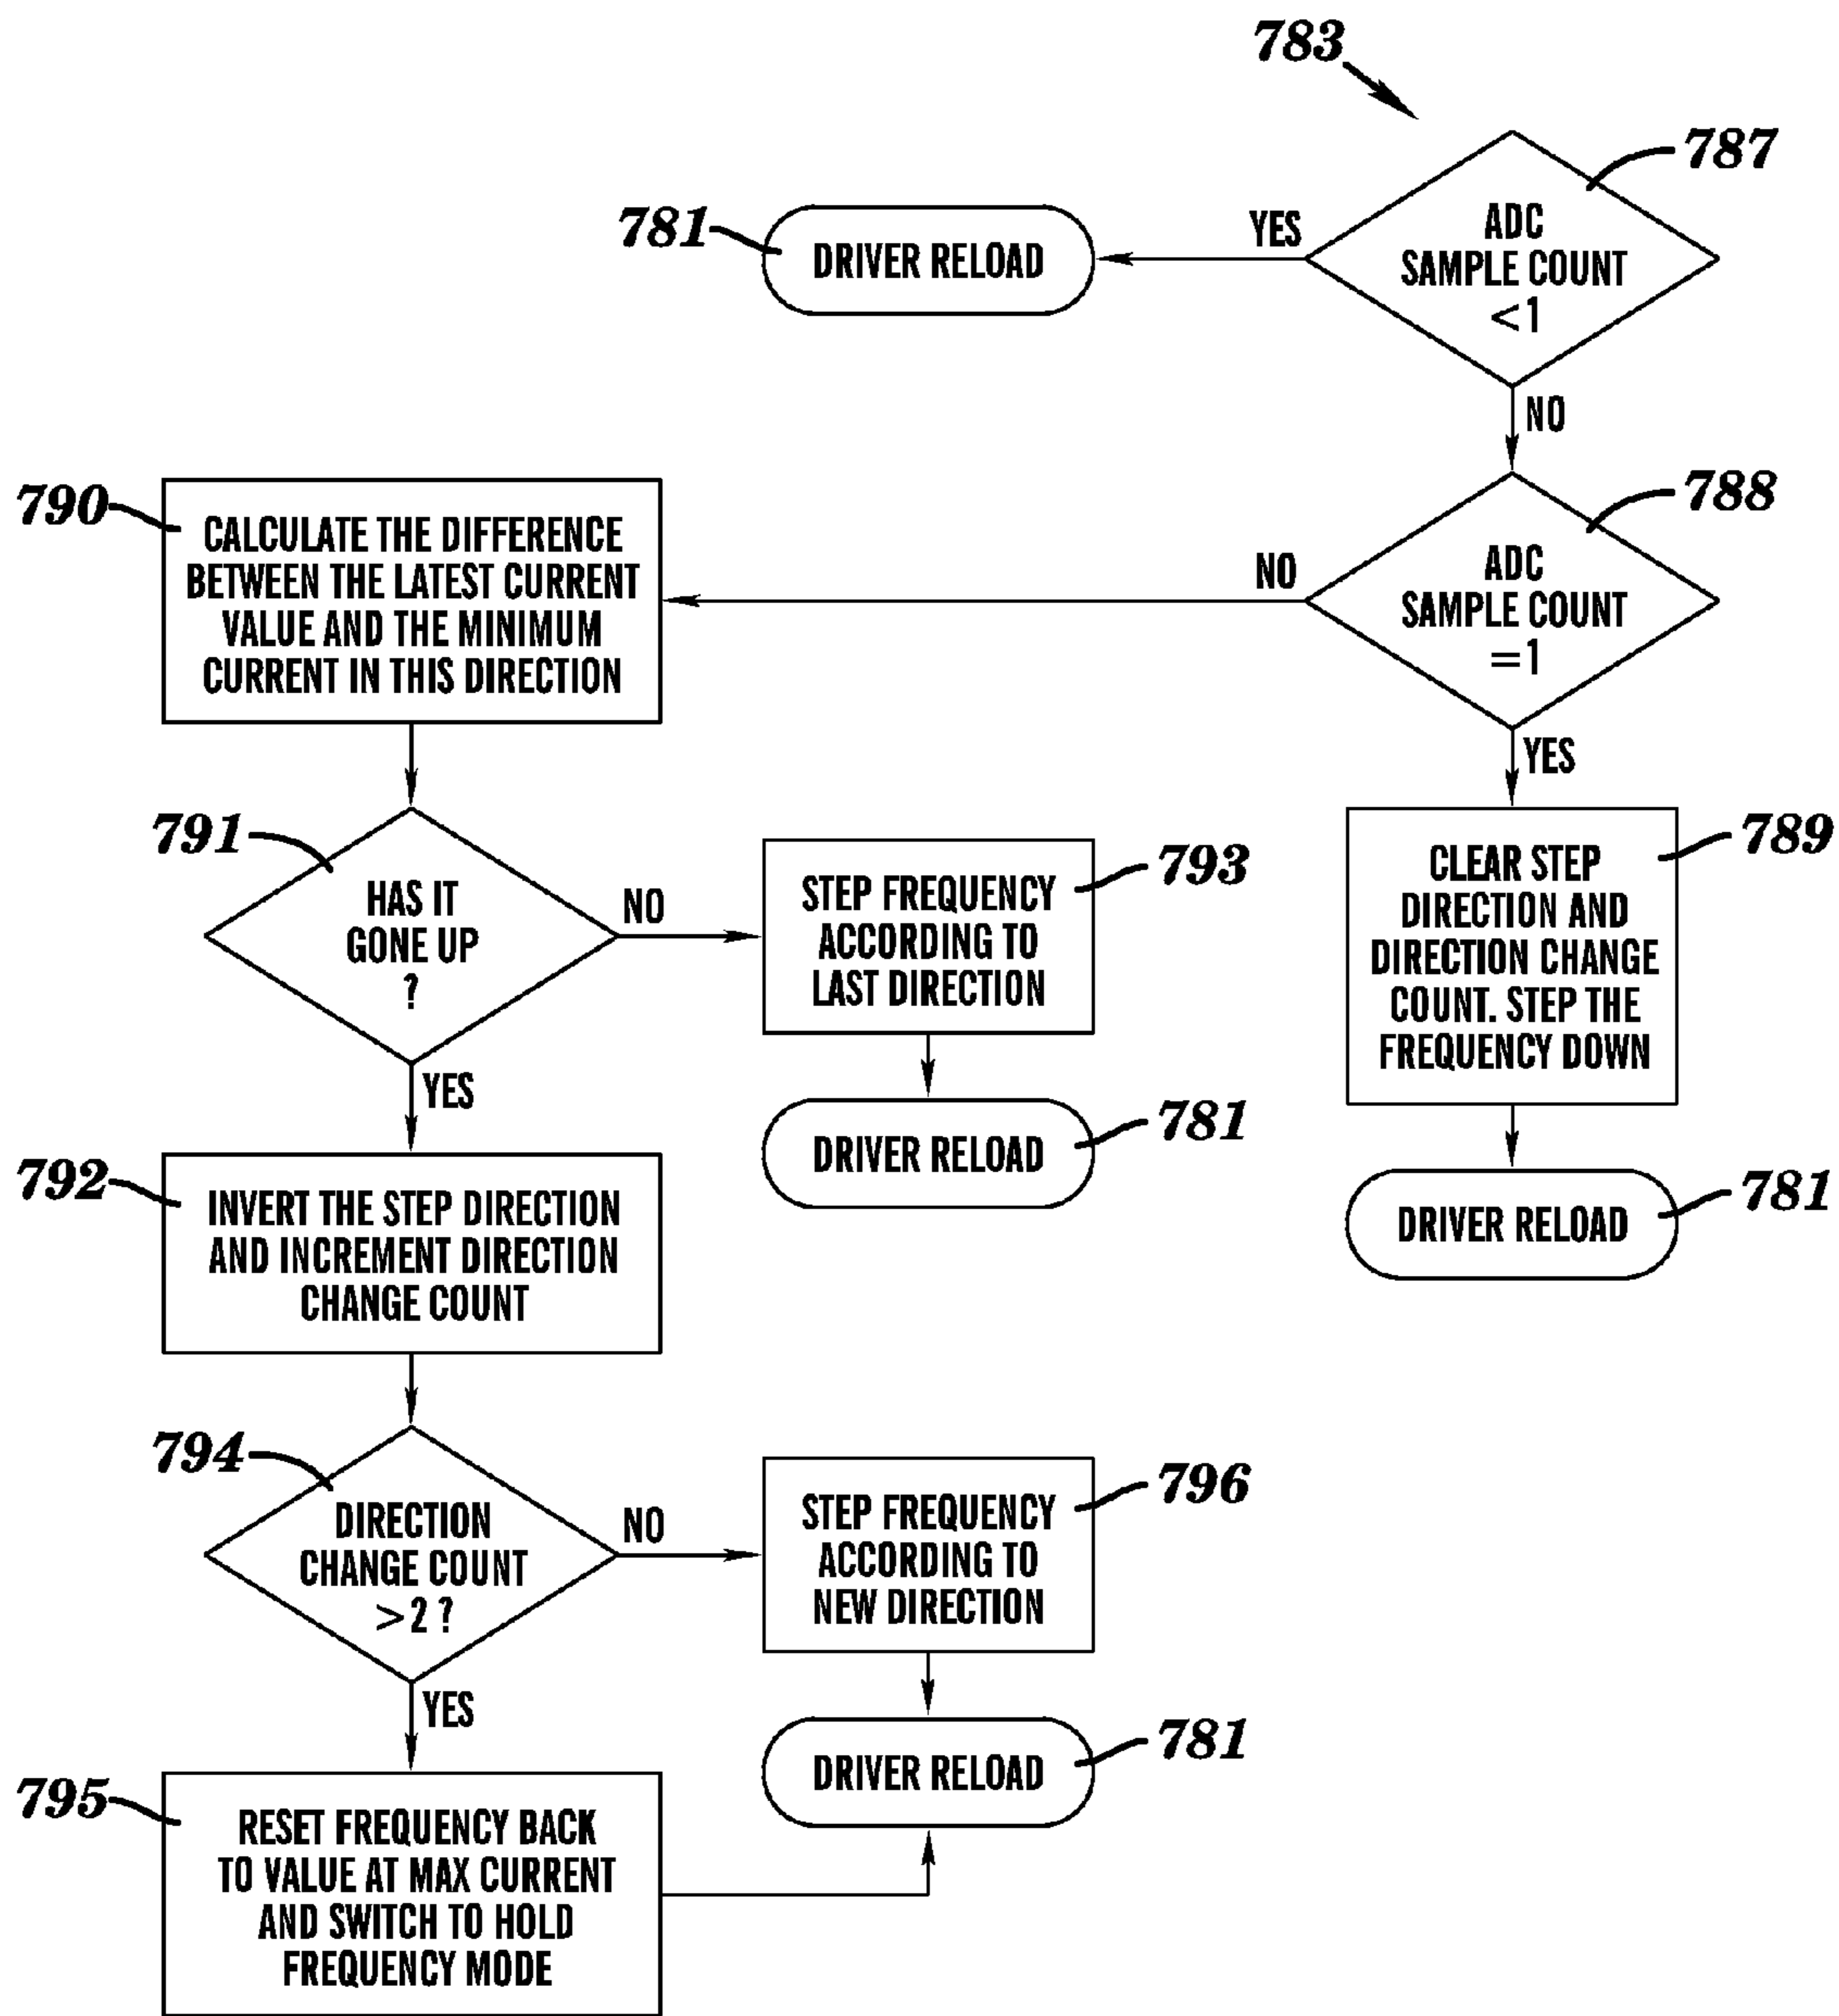 783
787
ADC
SAMPLE COUNT
<1
YES
781
DRIVER RELOAD
NO
788
ADC
SAMPLE COUNT
=1
NO
790
CALCULATE THE DIFFERENCE
BETWEEN THE LATEST CURRENT
VALUE AND THE MINIMUM
CURRENT IN THIS DIRECTION
YES
789
CLEAR STEP
DIRECTION AND
DIRECTION CHANGE
COUNT. STEP THE
FREQUENCY DOWN
781
DRIVER RELOAD
791
HAS IT
GONE UP
?
NO
793
STEP FREQUENCY
ACCORDING TO
LAST DIRECTION
781
DRIVER RELOAD
YES
792
INVERT THE STEP DIRECTION
AND INCREMENT DIRECTION
CHANGE COUNT
794
DIRECTION
CHANGE COUNT
>2 ?
NO
796
STEP FREQUENCY
ACCORDING TO
NEW DIRECTION
781
DRIVER RELOAD
YES
795
RESET FREQUENCY BACK
TO VALUE AT MAX CURRENT
AND SWITCH TO HOLD
FREQUENCY MODE